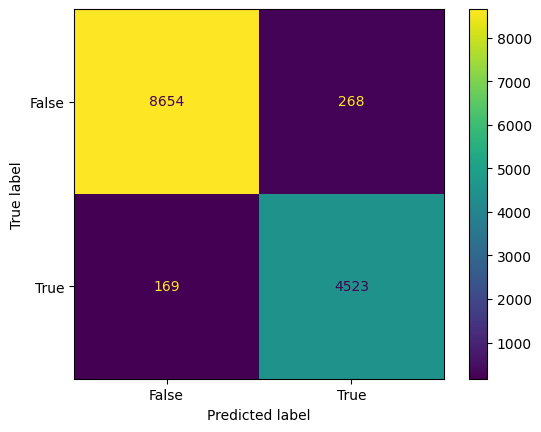 8000
7000
6000
5000
4000
3000
2000
1000
False
8654
268
True label
True
169
4523
False
True
Predicted label